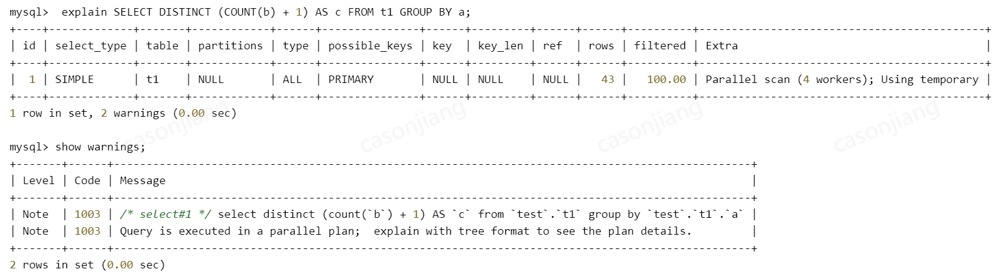 mysql>  explain SELECT DISTINCT (COUNT(b) + 1) AS c FROM t1 GROUP BY a;
+----+-------------+-------+------------+------+---------------+------+---------+------+------+----------+-------------------------------------------+
| id | select_type | table | partitions | type | possible_keys | key  | key_len | ref  | rows | filtered | Extra                                     |
+----+-------------+-------+------------+------+---------------+------+---------+------+------+----------+-------------------------------------------+
|  1 | SIMPLE      | t1    | NULL       | ALL  | PRIMARY       | NULL | NULL    | NULL |   43 |   100.00 | Parallel scan (4 workers); Using temporary |
+----+-------------+-------+------------+------+---------------+------+---------+------+------+----------+-------------------------------------------+
1 row in set, 2 warnings (0.00 sec)
mysql> show warnings;
+-------+------+--------------------------------------------------------------------------------------------------+
| Level | Code | Message                                                                                          |
+-------+------+--------------------------------------------------------------------------------------------------+
| Note  | 1003 | /* select#1 */ select distinct (count(`b`) + 1) AS `c` from `test`.`t1` group by `test`.`t1`.`a` |
| Note  | 1003 | Query is executed in a parallel plan;  explain with tree format to see the plan details.         |
+-------+------+--------------------------------------------------------------------------------------------------+
2 rows in set (0.00 sec)
casonjiang
casonjiang
casonjiang
casonjiang